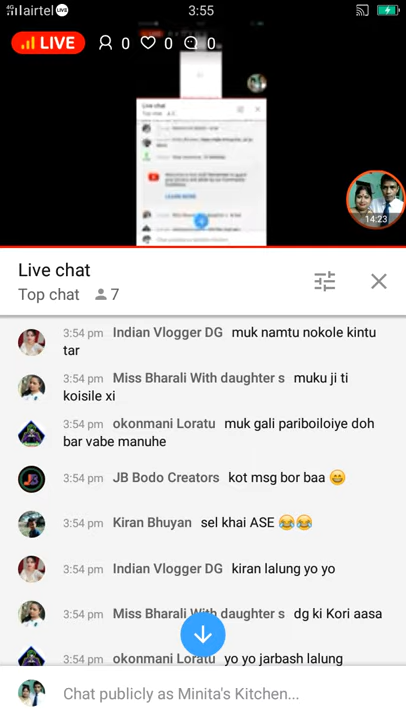 airtel LIVE 3:55
LIVE 0 0 0
Live chat
LEARN MORE
14:23
Live chat
Top chat 7
3:54 pm Indian Vlogger DG muk namtu nokole kintu
tar
3:54 pm Miss Bharali With daughter s muku ji ti
koisile xi
3:54 pm okonmani Loratu muk gali pariboiloiye doh
bar vabe manuhe
3:54 pm JB Bodo Creators kot msg bor baa 😊
3:54 pm Kiran Bhuyan sel khai ASE 😂😂
3:54 pm Indian Vlogger DG kiran lalung yo yo
3:54 pm Miss Bharali With daughter s dg ki Kori aasa
3:54 pm okonmani Loratu yo yo jarbash lalung
Chat publicly as Minita's Kitchen...